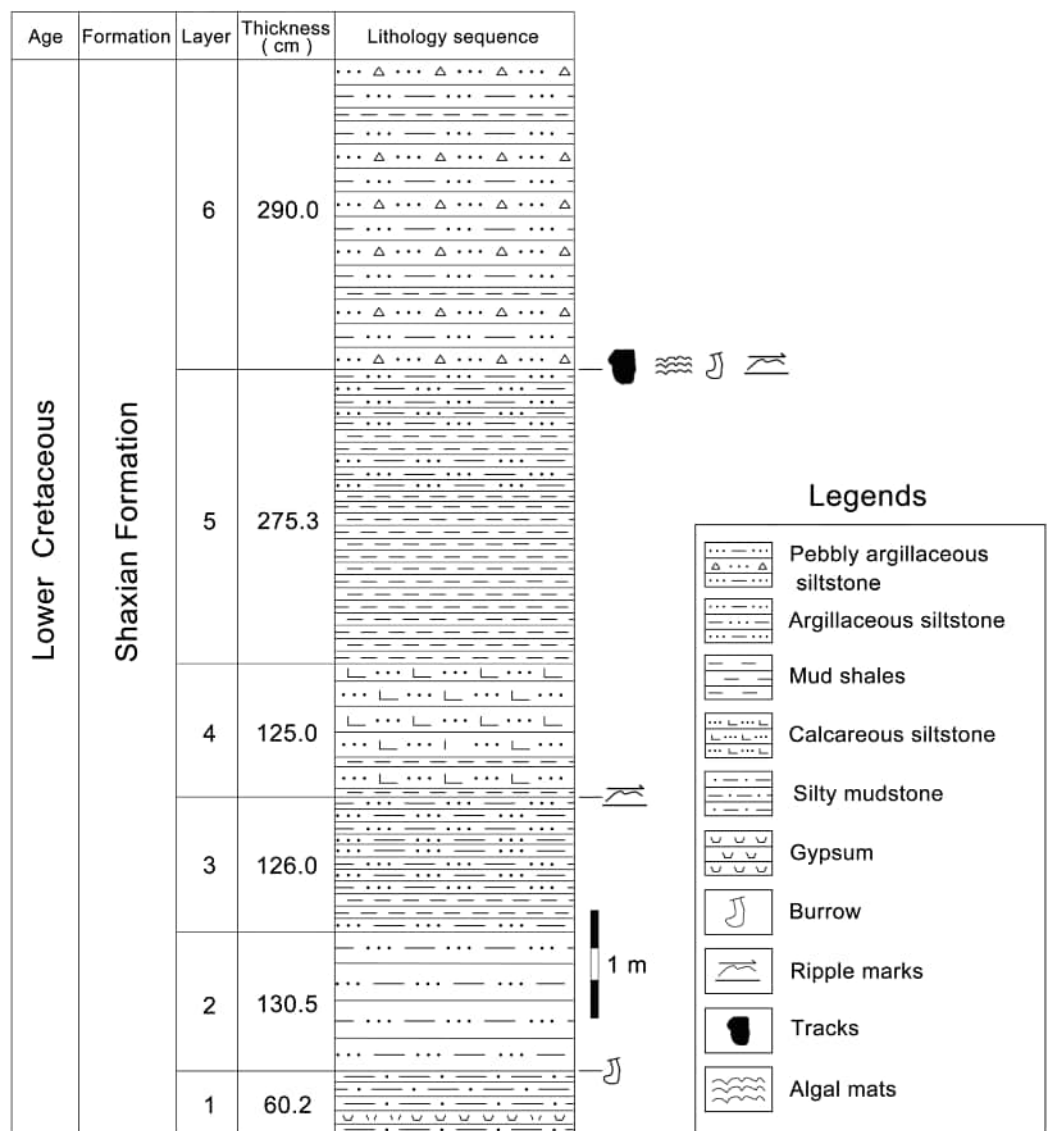 Age Formation Layer Thickness Lithology sequence
( cm )
6 290.0
5 275.3
4 125.0
3 126.0
2 130.5
1 60.2
Lower Cretaceous
Shaxian Formation
1 m
Legends
Pebbly argillaceous
siltstone
Argillaceous siltstone
Mud shales
Calcareous siltstone
Silty mudstone
Gypsum
Burrow
Ripple marks
Tracks
Algal mats